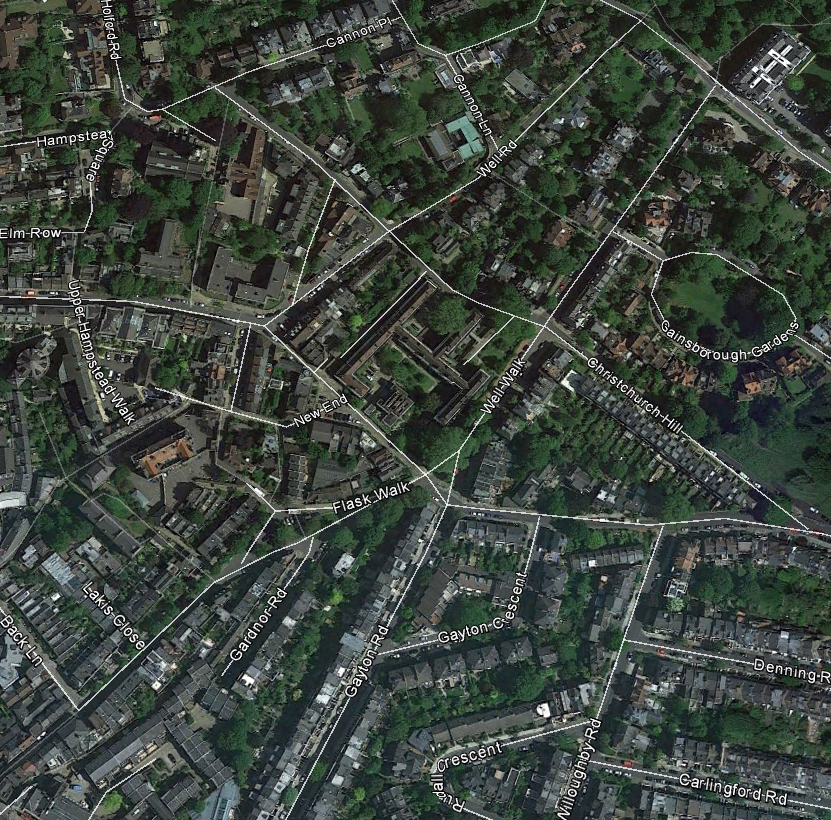 Holford Rd
Cannon Pl
Cannon Ln
Hampstea
Square
Well Rd
Elm Row
Upper Hampstead Walk
Gainsborough Gardens
Well Walk
Christchurch Hill
New End
Flask Walk
Lakis Close
Back Ln
Gardnor Rd
Gayton Rd
Gayton Crescent
Denning R
Willoughby Rd
Rudall Crescent
Carlingford Rd